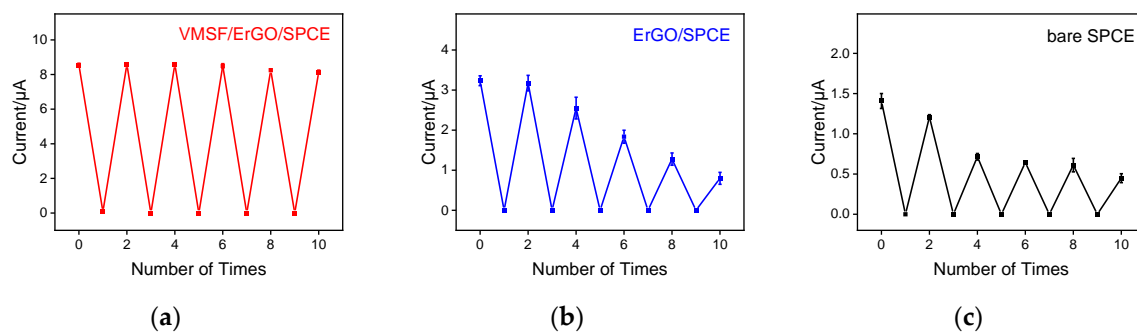 VMSF/ErGO/SPCE
10
8
6
4
2
0
Current/μA
0 2 4 6 8 10
Number of Times
(a)
ErGO/SPCE
4
3
2
1
0
Current/μA
0 2 4 6 8 10
Number of Times
(b)
bare SPCE
2.0
1.5
1.0
0.5
0.0
Current/μA
0 2 4 6 8 10
Number of Times
(c)